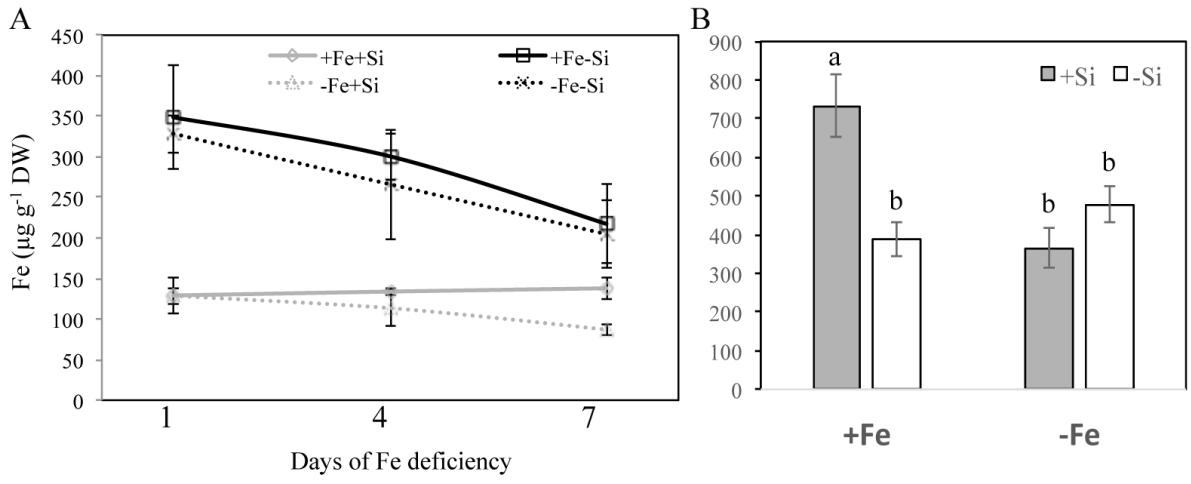 A
450
400
350
300
250
200
150
100
50
0
Fe (µg g-1 DW)
+Fe+Si
+Fe-Si
-Fe+Si
-Fe-Si
1
4
7
Days of Fe deficiency
B
900
800
700
600
500
400
300
200
100
0
+Si
-Si
a
b
b
b
+Fe
-Fe